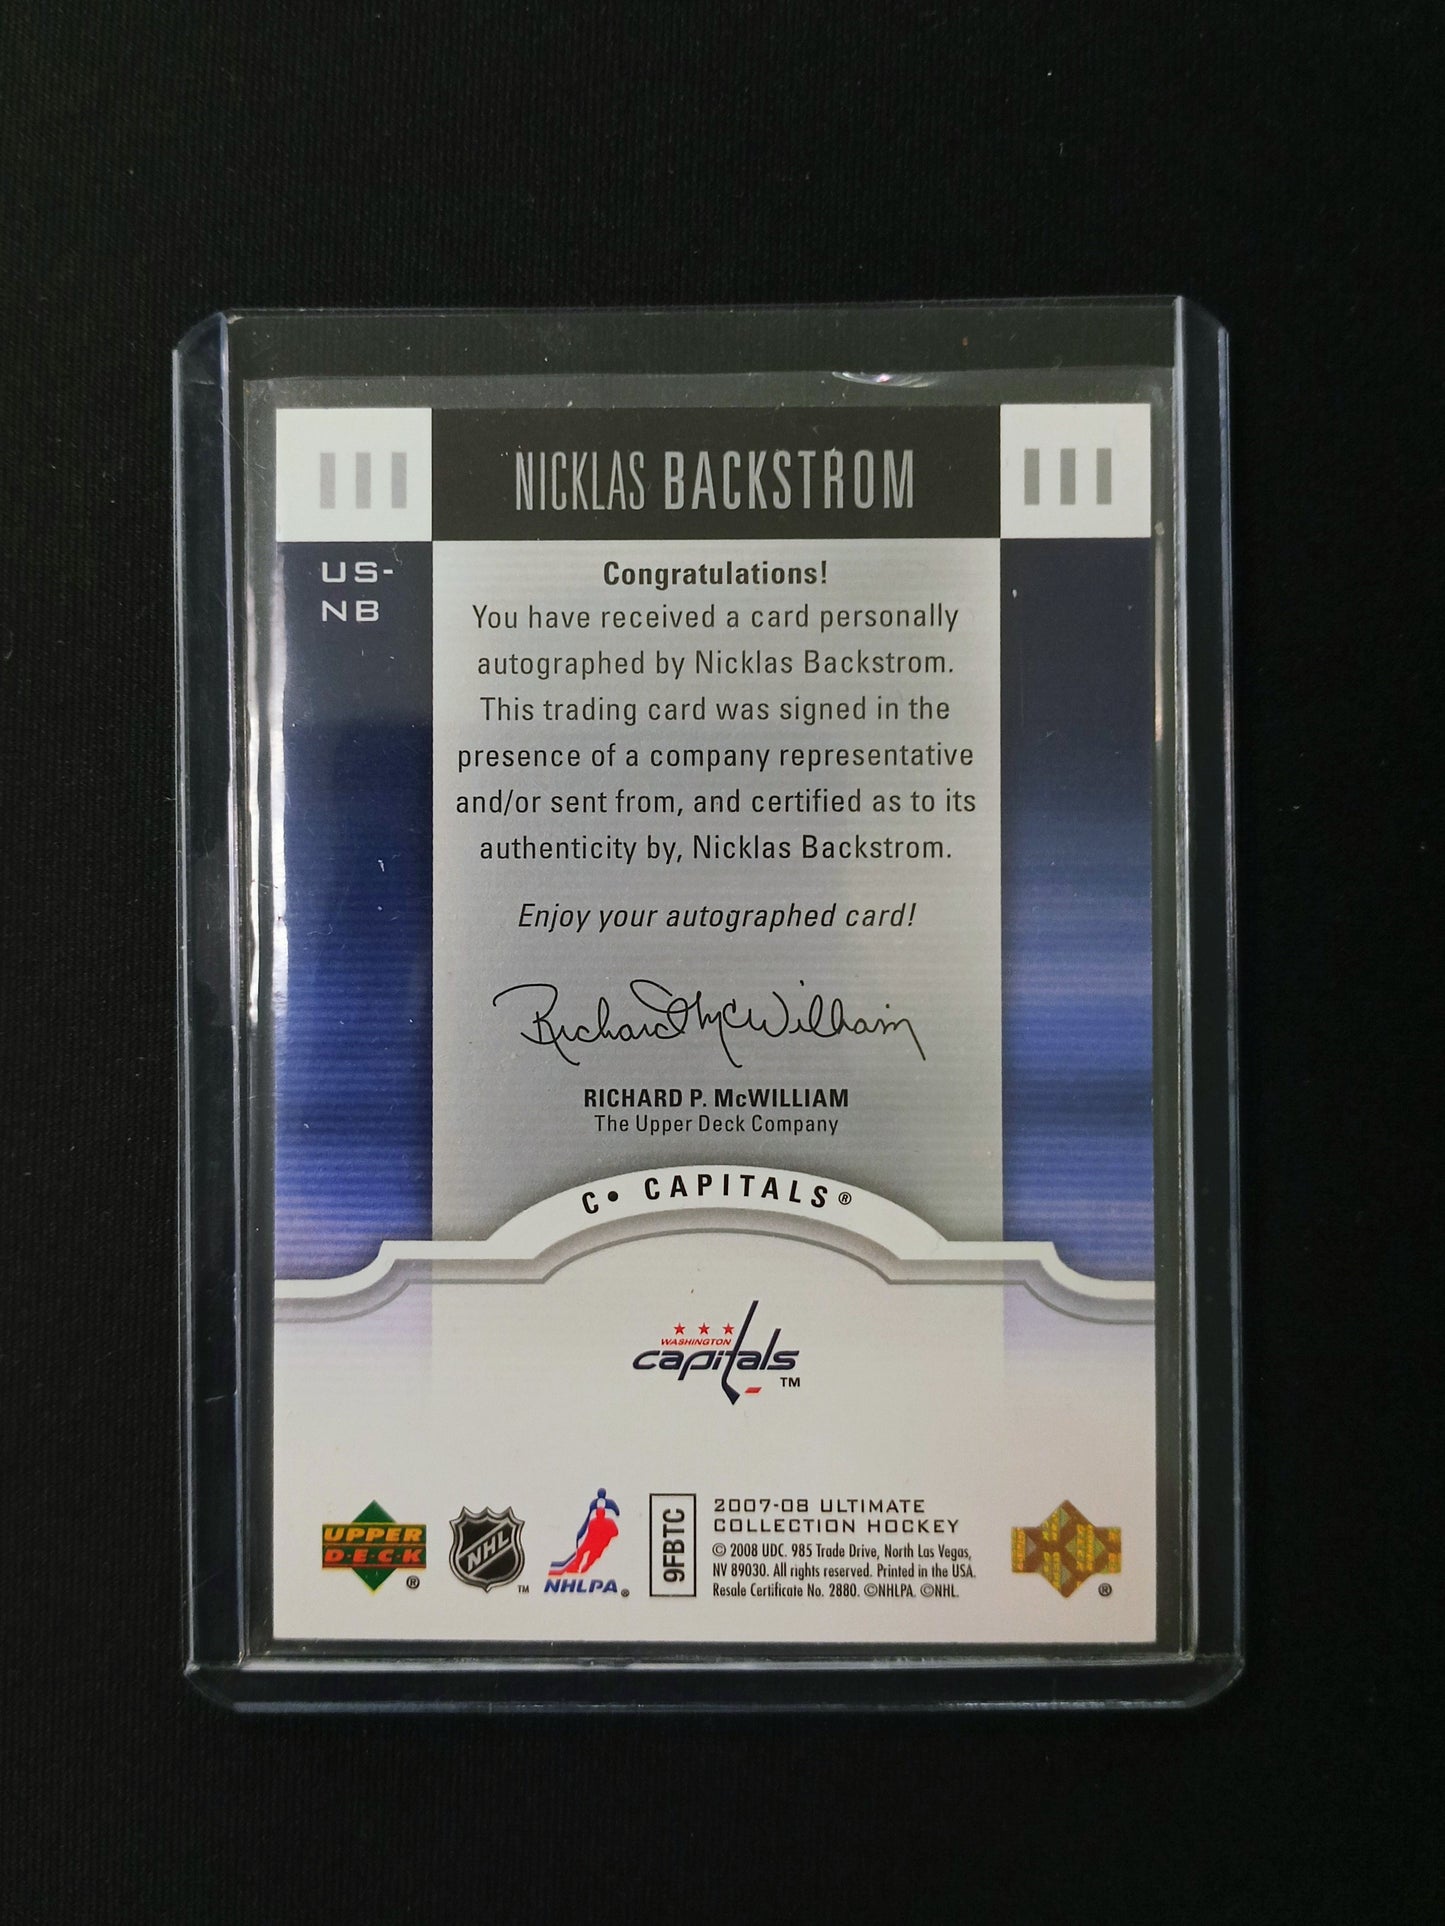 NICKLAS BACKSTROM
US-
NB
Congratulations!
You have received a card personally
autographed by Nicklas Backstrom.
This trading card was signed in the
presence of a company representative
and/or sent from, and certified as to its
authenticity by, Nicklas Backstrom.
Enjoy your autographed card!
Richard McWilliam
RICHARD P. McWILLIAM
The Upper Deck Company
C• CAPITALS®
WASHINGTON
capitals
TM
UPPER
D·E·C·K
®
NHL
TM
NHLPA®
9FBTC
2007-08 ULTIMATE
COLLECTION HOCKEY
© 2008 UDC. 985 Trade Drive, North Las Vegas,
NV 89030. All rights reserved. Printed in the USA.
Resale Certificate No. 2880. ©NHLPA. ©NHL.
®